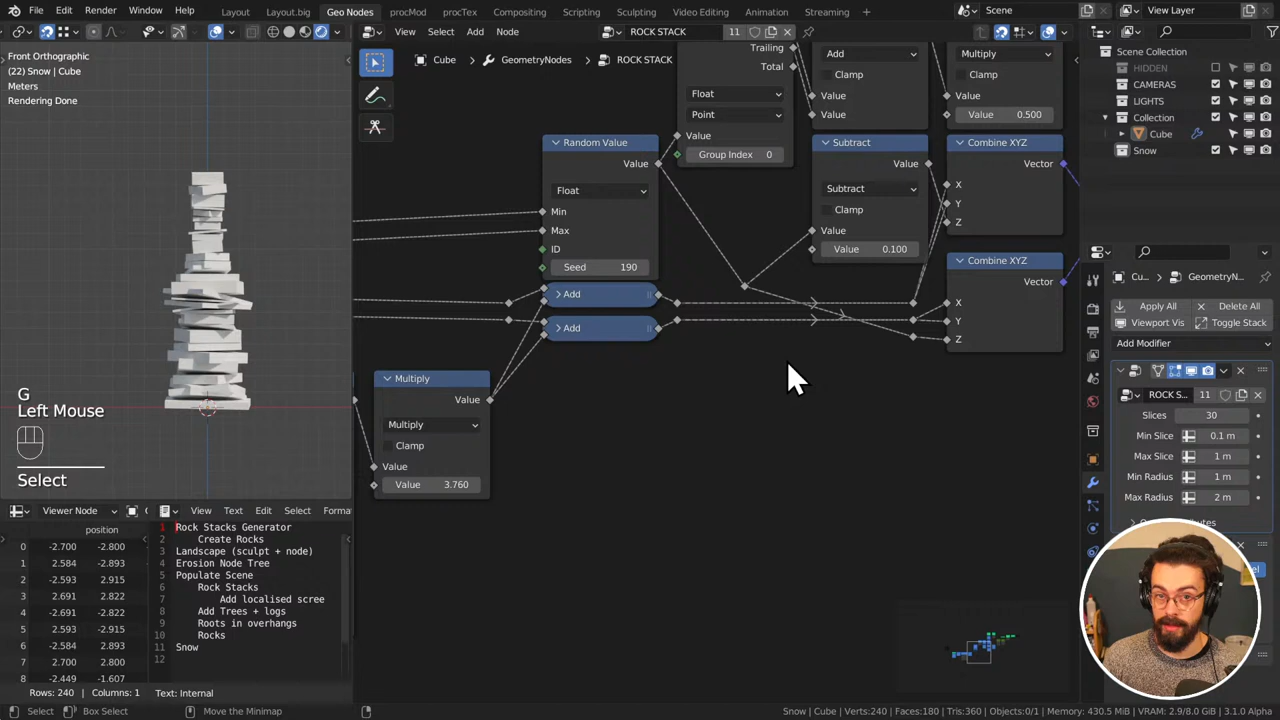 File Edit Render Window Help
Layout Layout.big Geo Nodes procMod procTex Compositing Scripting Sculpting Video Editing Animation Streaming
Scene
View Layer
View Select Add Node
ROCK STACK 11
Cube > GeometryNodes > ROCK STACK
Front Orthographic
(22) Snow | Cube
Meters
Rendering Done
G
Left Mouse
Select
Trailing
Total
Float
Point
Value
Group Index 0
Add
Clamp
Value
Value
Multiply
Clamp
Value
Value 0.500
Random Value
Value
Float
Min
Max
ID
Seed 190
Add
Add
Subtract
Value
Subtract
Clamp
Value
Value 0.100
Combine XYZ
Vector
X
Y
Z
Combine XYZ
Vector
X
Y
Z
Multiply
Value
Multiply
Clamp
Value
Value 3.760
Scene Collection
HIDDEN
CAMERAS
LIGHTS
Collection
Cube
Snow
Cu... GeometryN...
Apply All Delete All
Viewport Vis Toggle Stack
Add Modifier
ROCK S... 11
Slices 30
Min Slice 0.1 m
Max Slice 1 m
Min Radius 1 m
Max Radius 2 m
Viewer Node
position
0 -2.700 -2.800
1 2.584 -2.893
2 -2.593 2.915
3 2.691 2.822
4 -2.691 -2.822
5 2.593 -2.915
6 -2.584 2.893
7 2.700 2.800
8 -2.449 -1.607
Rows: 240 | Columns: 1
View Text Edit Select Format
1 Rock Stacks Generator
2 Create Rocks
3 Landscape (sculpt + node)
4 Erosion Node Tree
5 Populate Scene
6 Rock Stacks
7 Add localised scree
8 Add Trees + logs
9 Roots in overhangs
10 Rocks
11 Snow
12
Text: Internal
Select Box Select Move the Minimap
Snow | Cube | Verts:240 | Faces:180 | Tris:360 | Objects:0/1 | Memory: 430.5 MiB | VRAM: 2.9/8.0 GiB | 3.1.0 Alpha